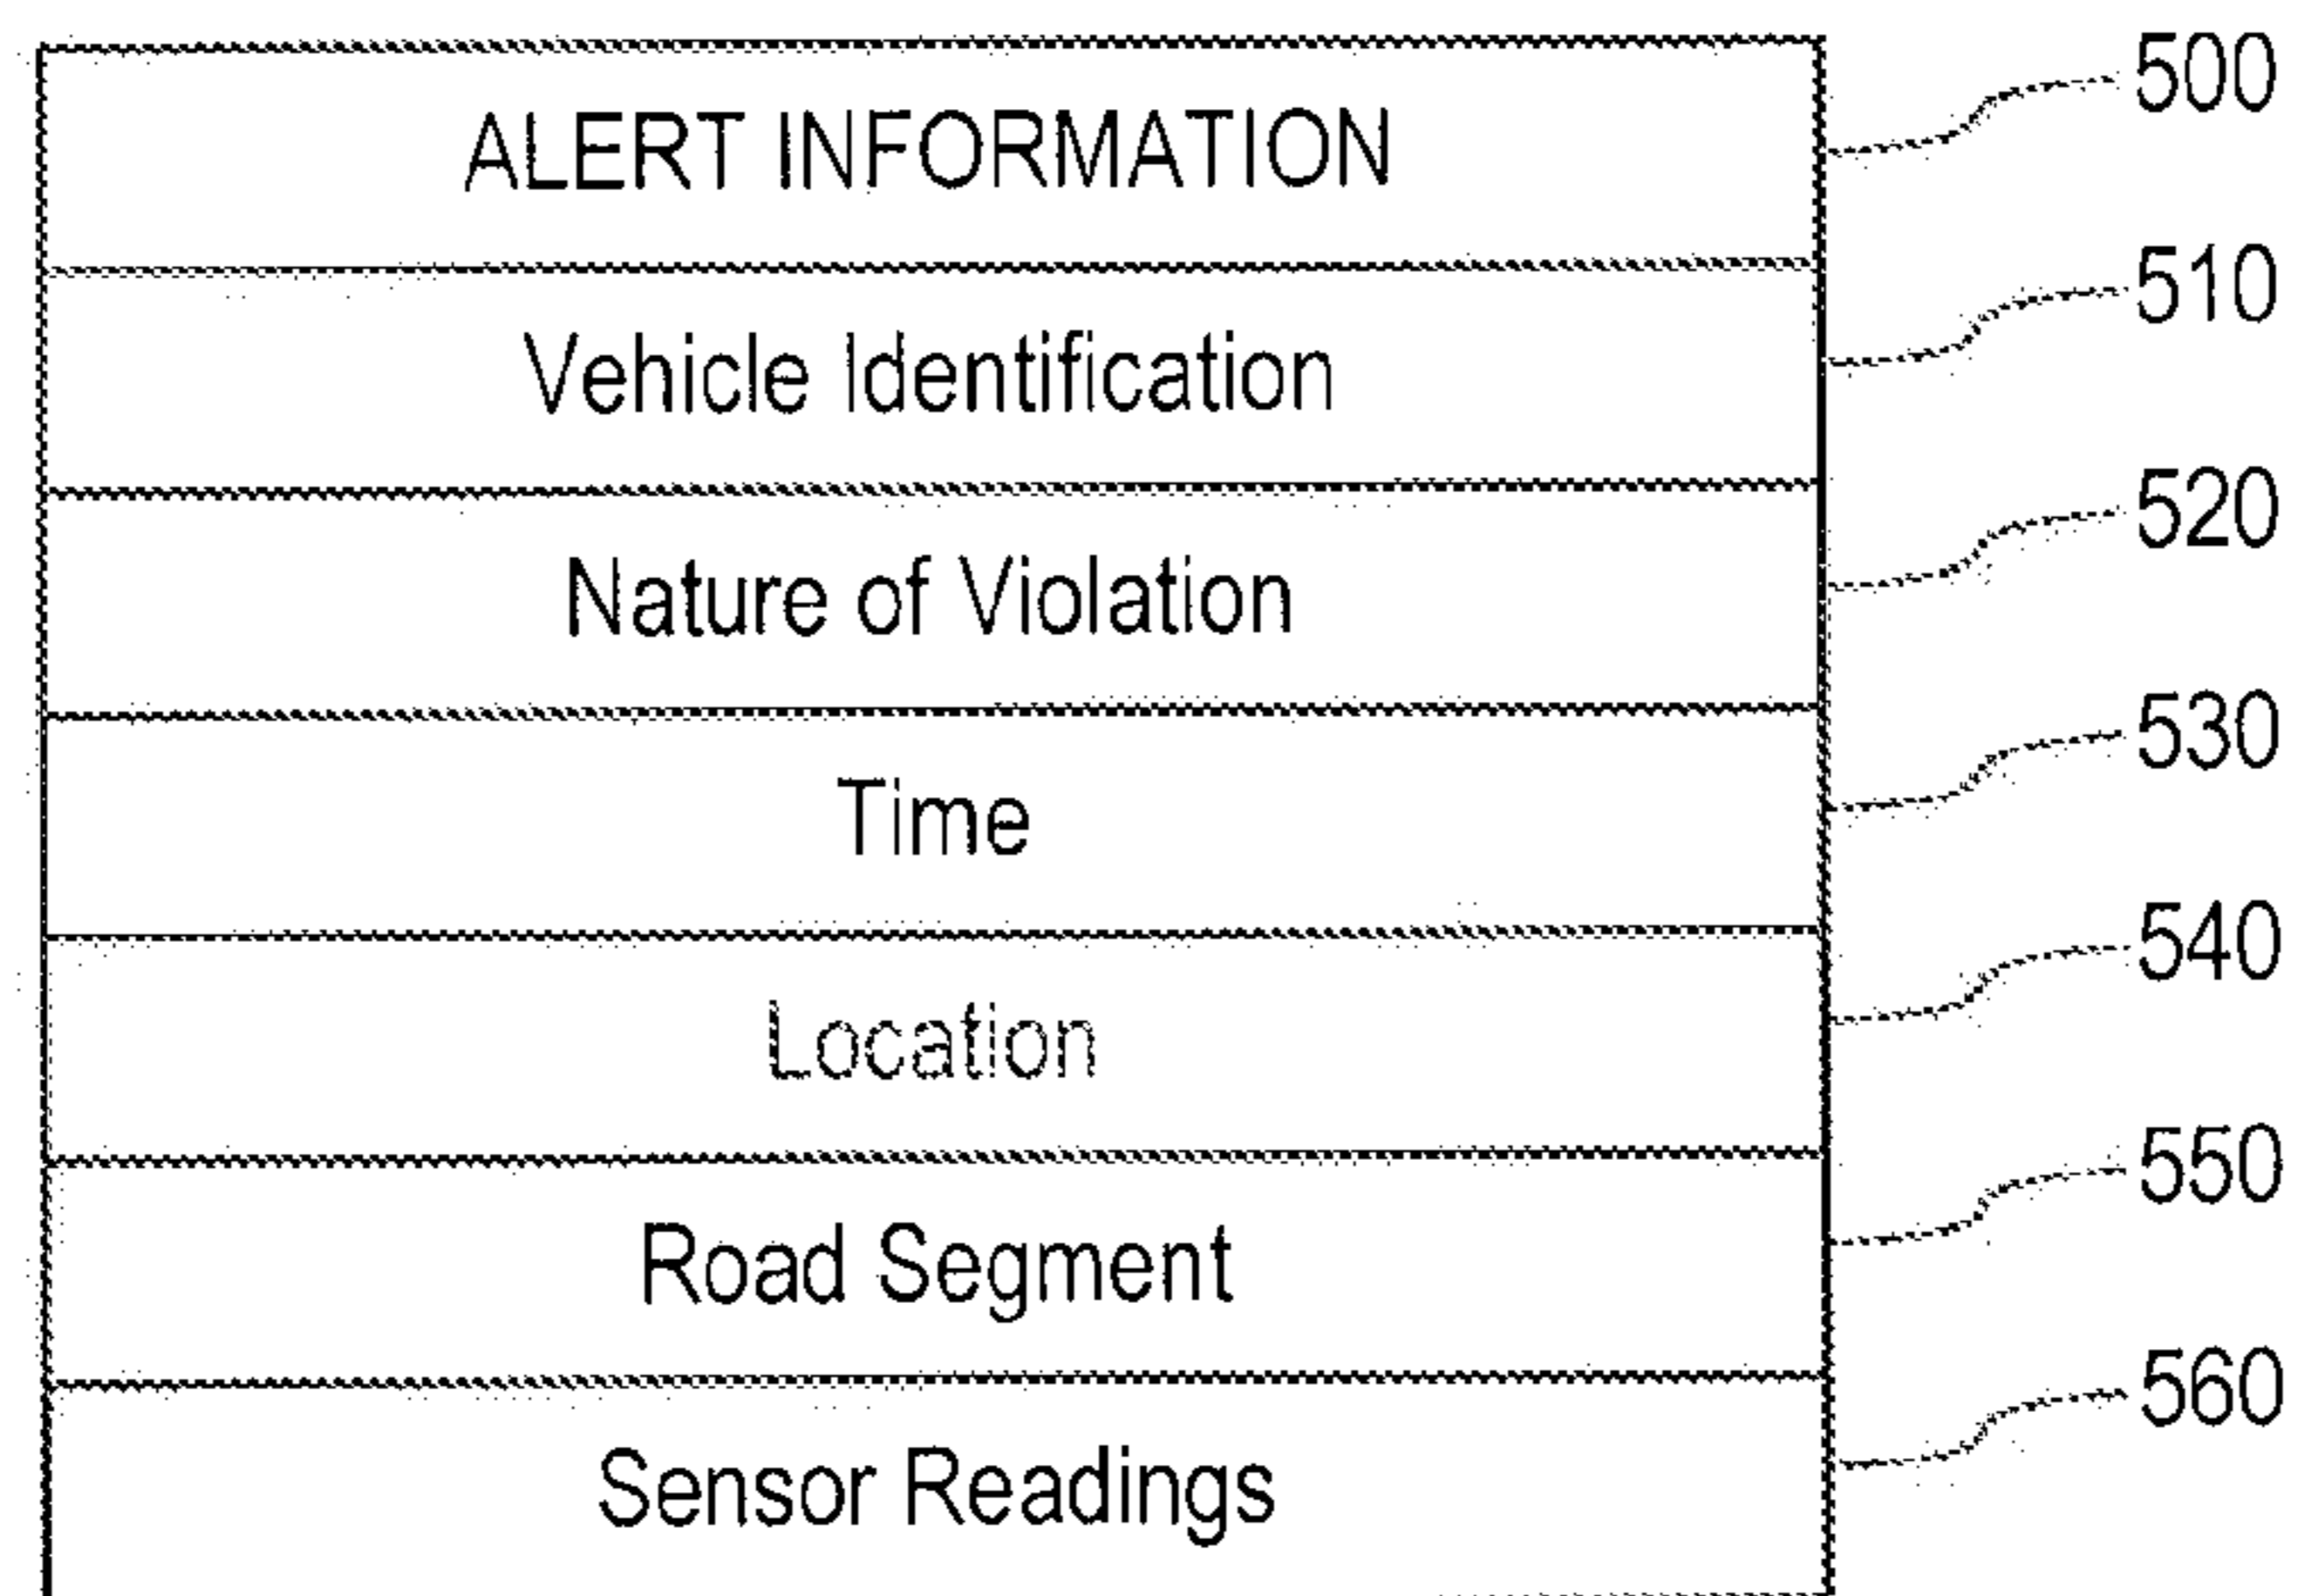 ALERT INFORMATION 500
Vehicle Identification 510
Nature of Violation 520
Time 530
Location 540
Road Segment 550
Sensor Readings 560